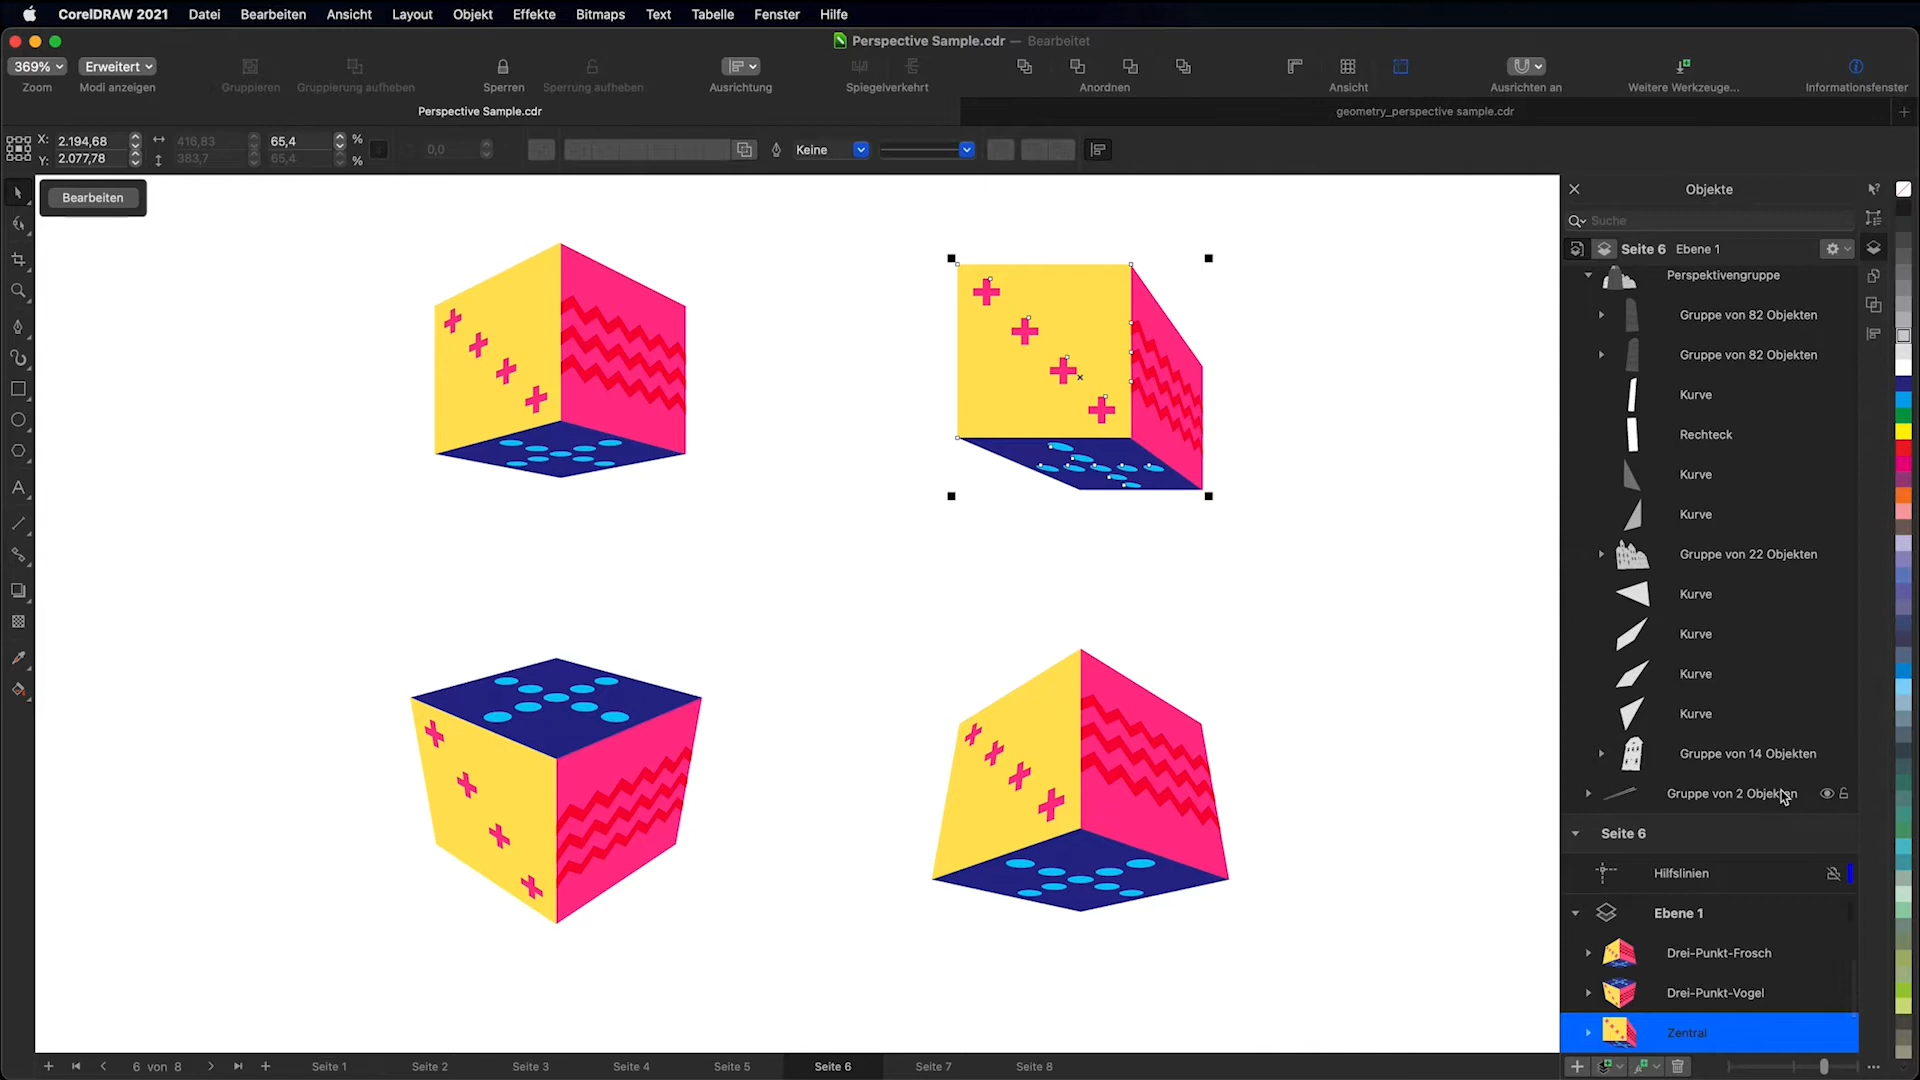 CorelDRAW 2021 Datei Bearbeiten Ansicht Layout Objekt Effekte Bitmaps Text Tabelle Fenster Hilfe
Perspective Sample.cdr — Bearbeitet
369% Erweitert
Zoom Modi anzeigen Gruppieren Gruppierung aufheben Sperren Sperrung aufheben Ausrichtung Spiegelverkehrt Anordnen Ansicht Ausrichten an Weitere Werkzeuge... Informationsfenster
Perspective Sample.cdr geometry_perspective sample.cdr
X: 2.194,68 416,83 65,4 %
Y: 2.077,78 383,7 65,4 %
0,0 Keine
Bearbeiten
Objekte
Suche
Seite 6 Ebene 1
Perspektivengruppe
Gruppe von 82 Objekten
Gruppe von 82 Objekten
Kurve
Rechteck
Kurve
Kurve
Gruppe von 22 Objekten
Kurve
Kurve
Kurve
Kurve
Gruppe von 14 Objekten
Gruppe von 2 Objekten
Seite 6
Hilfslinien
Ebene 1
Drei-Punkt-Frosch
Drei-Punkt-Vogel
Zentral
6 von 8 Seite 1 Seite 2 Seite 3 Seite 4 Seite 5 Seite 6 Seite 7 Seite 8